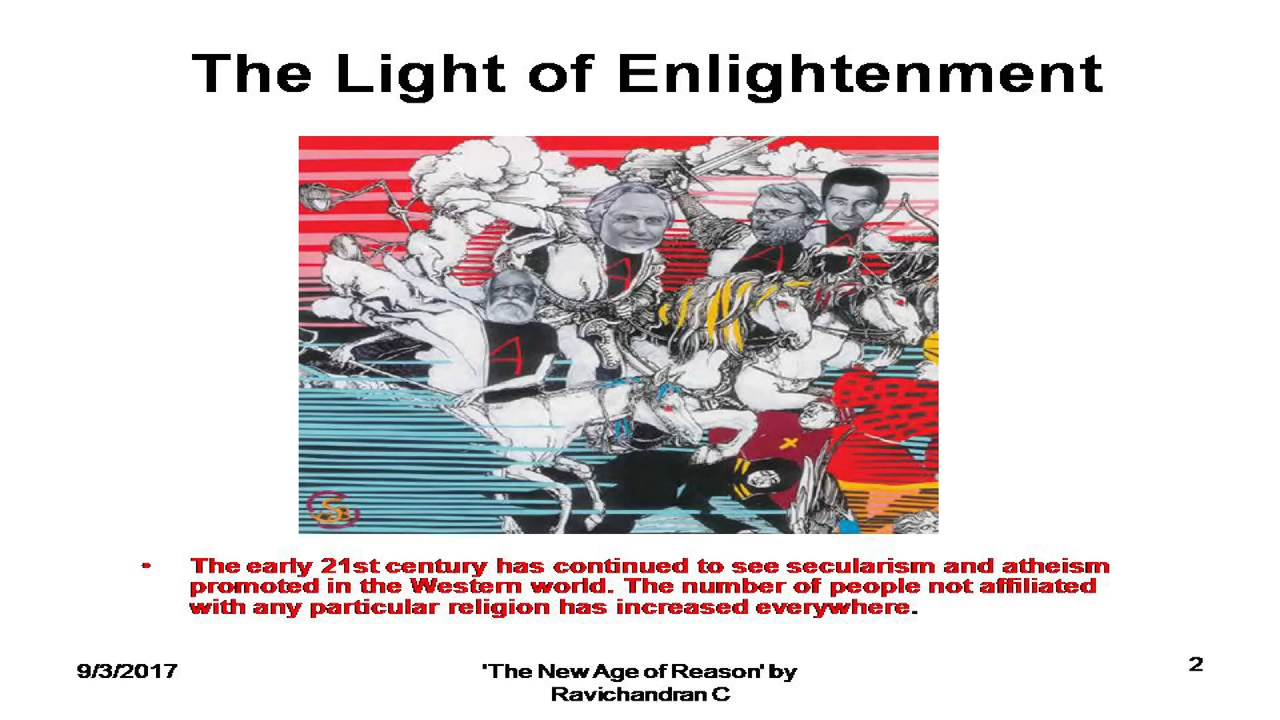 The Light of Enlightenment
A
A
A
A
• The early 21st century has continued to see secularism and atheism
promoted in the Western world. The number of people not affiliated
with any particular religion has increased everywhere.
9/3/2017
'The New Age of Reason' by
Ravichandran C
2